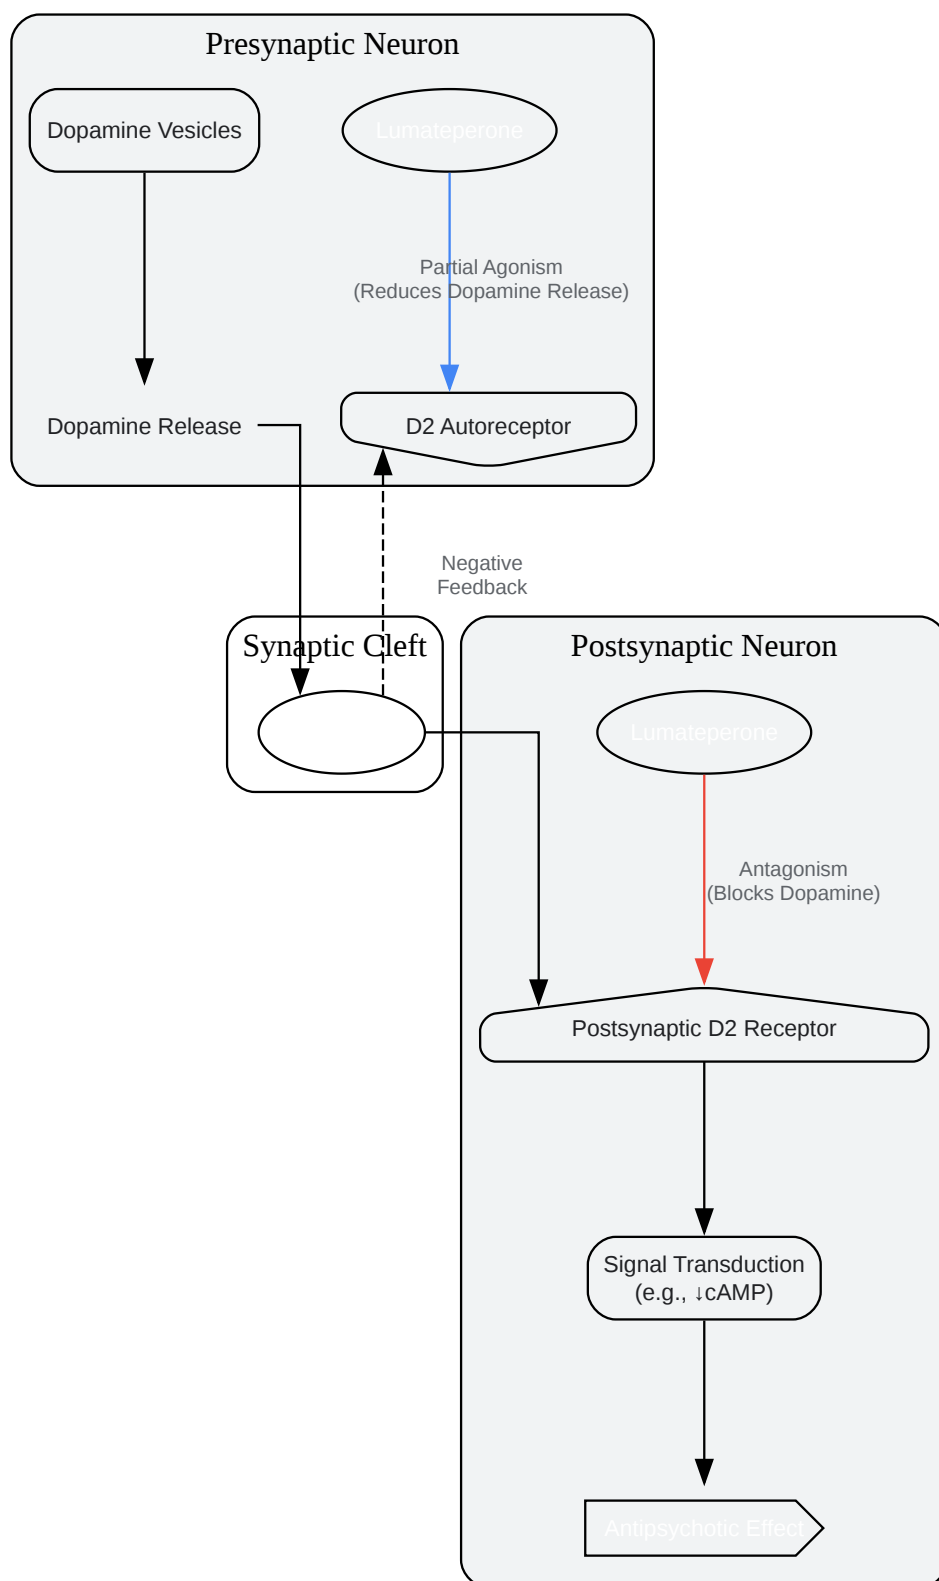 Presynaptic Neuron
Dopamine Vesicles
Lumateperone
Partial Agonism
(Reduces Dopamine Release)
Dopamine Release
D2 Autoreceptor
Negative
Feedback
Synaptic Cleft
Postsynaptic Neuron
Lumateperone
Antagonism
(Blocks Dopamine)
Postsynaptic D2 Receptor
Signal Transduction
(e.g., ↓cAMP)
Antipsychotic Effect